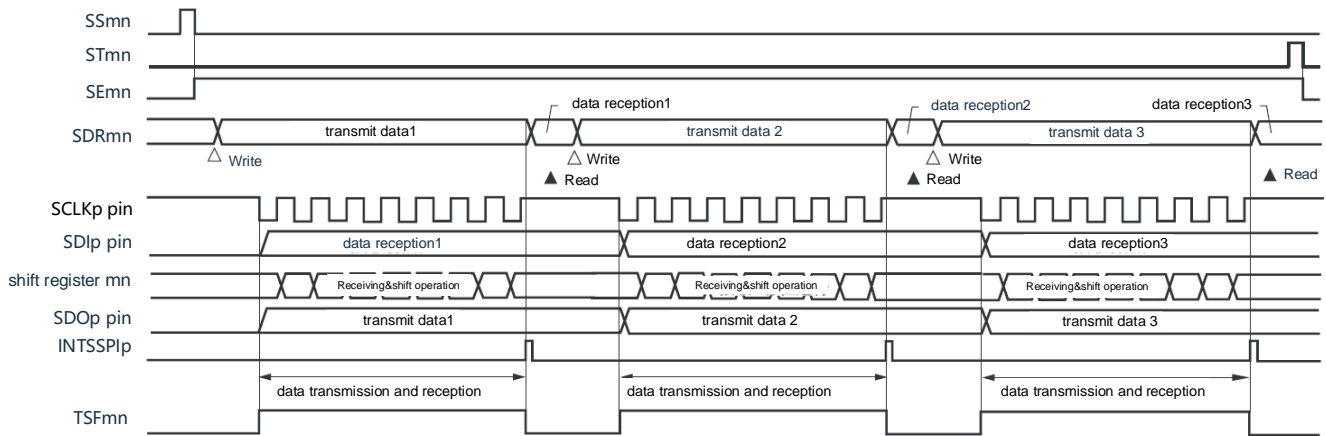 SSmn
STmn
SEmn
data reception1
data reception2
data reception3
SDRmn
transmit data1
transmit data 2
transmit data 3
Write
Write
Write
Read
Read
Read
SCLKp pin
SDIp pin
data reception1
data reception2
data reception3
shift register mn
Receiving&shift operation
Receiving&shift operation
Receiving&shift operation
SDOp pin
transmit data1
transmit data 2
transmit data 3
INTSSPIp
data transmission and reception
data transmission and reception
data transmission and reception
TSFmn